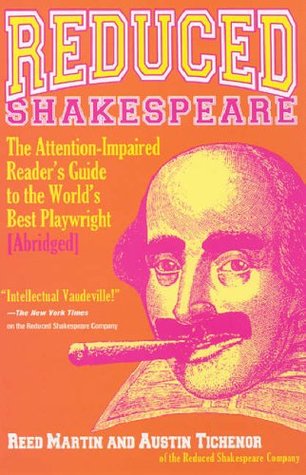 REDUCED
SHAKESPEARE
The Attention-Impaired
Reader's Guide
to the World's
Best Playwright
[Abridged]
"Intellectual Vaudeville!"
—The New York Times
on the Reduced Shakespeare Company
REED MARTIN AND AUSTIN TICHENOR
of the Reduced Shakespeare Company